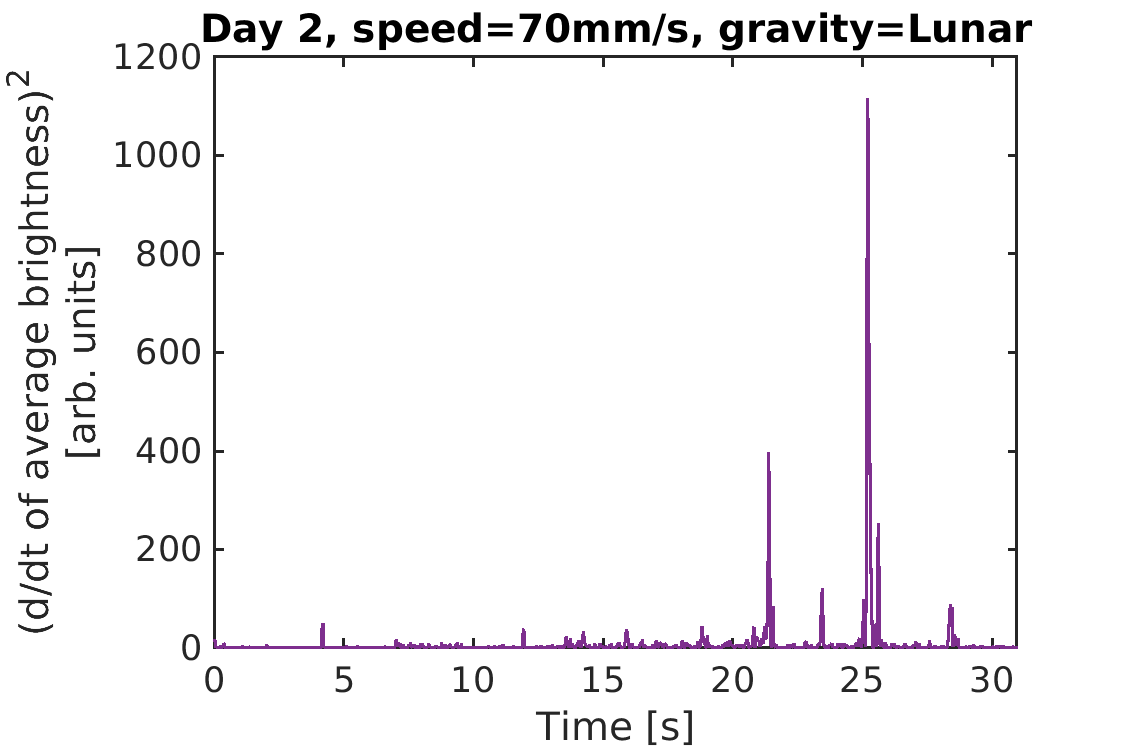 Day 2, speed=70mm/s, gravity=Lunar
(d/dt of average brightness)²
[arb. units]
1200
1000
800
600
400
200
0
0 5 10 15 20 25 30
Time [s]